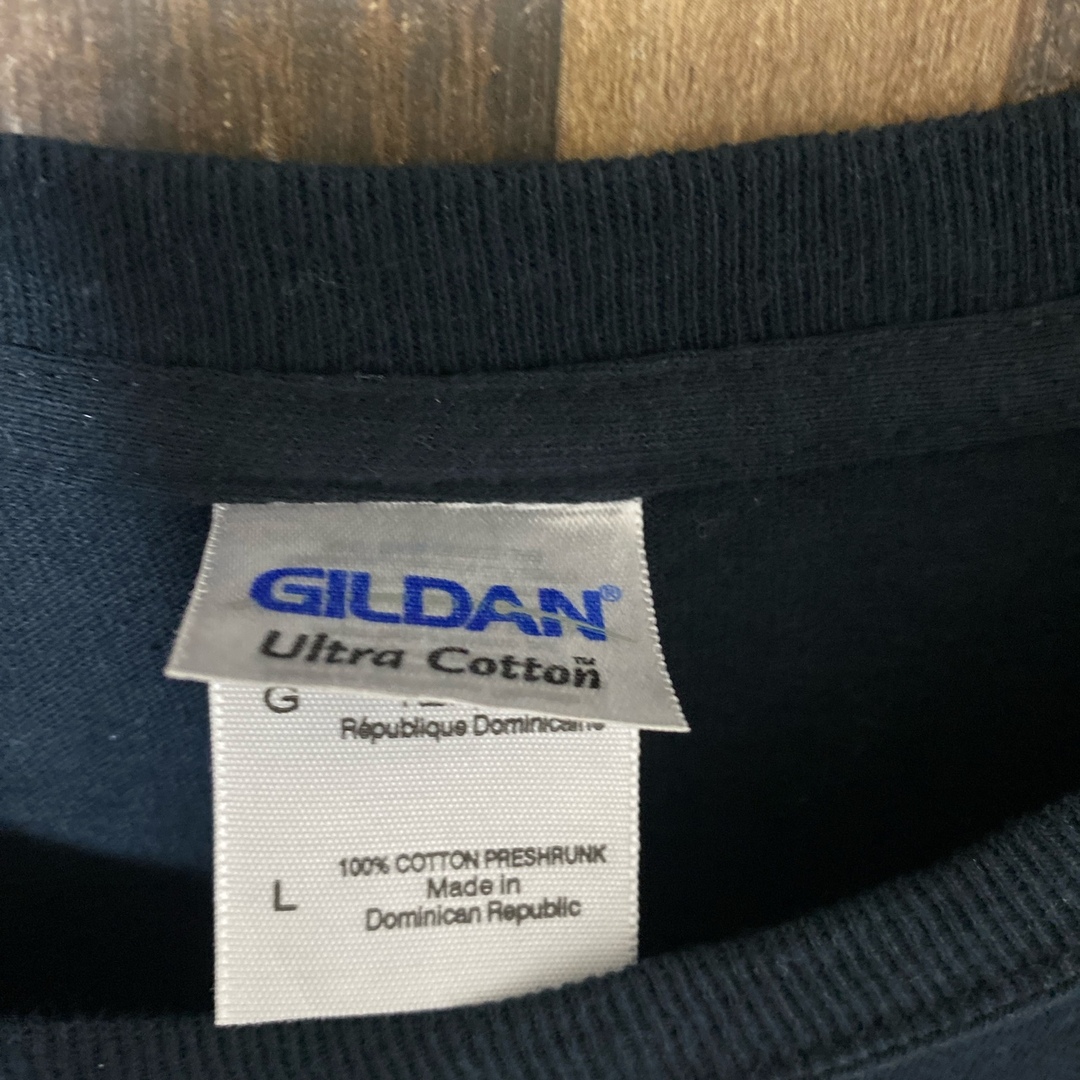 GILDAN®
Ultra Cotton™
G
République Dominicaine
100% COTTON PRESHRUNK
L
Made in
Dominican Republic